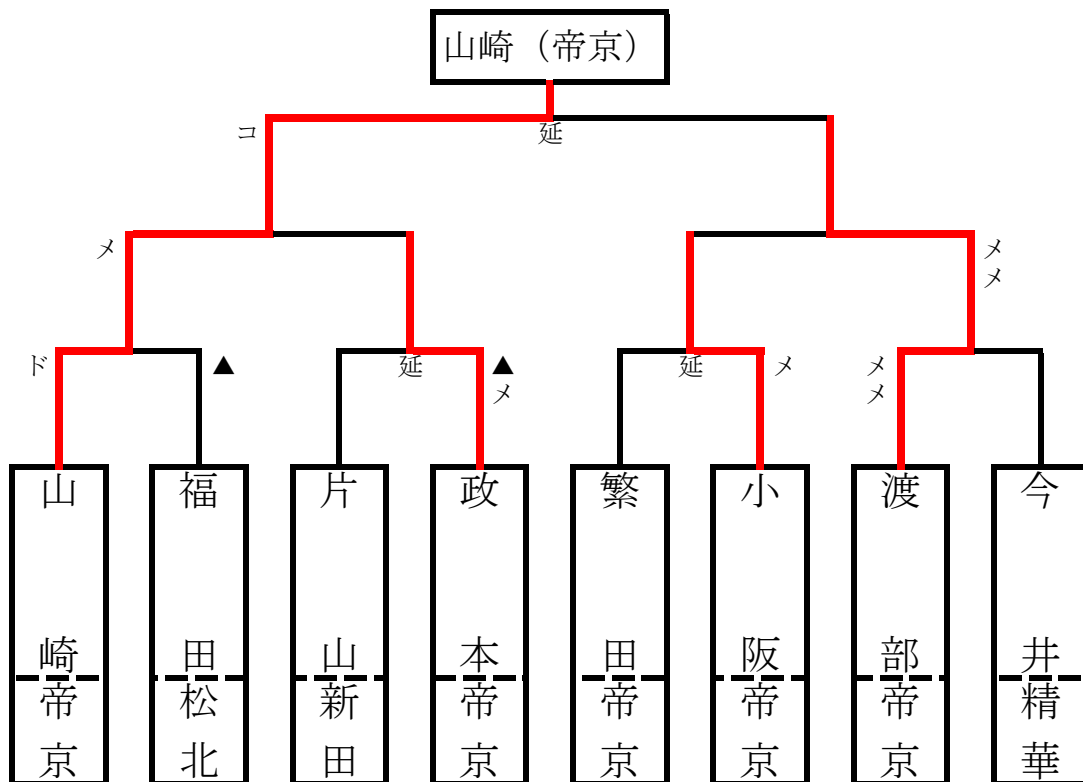 山崎（帝京）
コ
延
メ
メ
メ
ド
▲
延
▲
メ
延
メ
メ
メ
山崎
帝京
福田
松北
片山
新田
政本
帝京
繁田
帝京
小阪
帝京
渡部
帝京
今井
精華